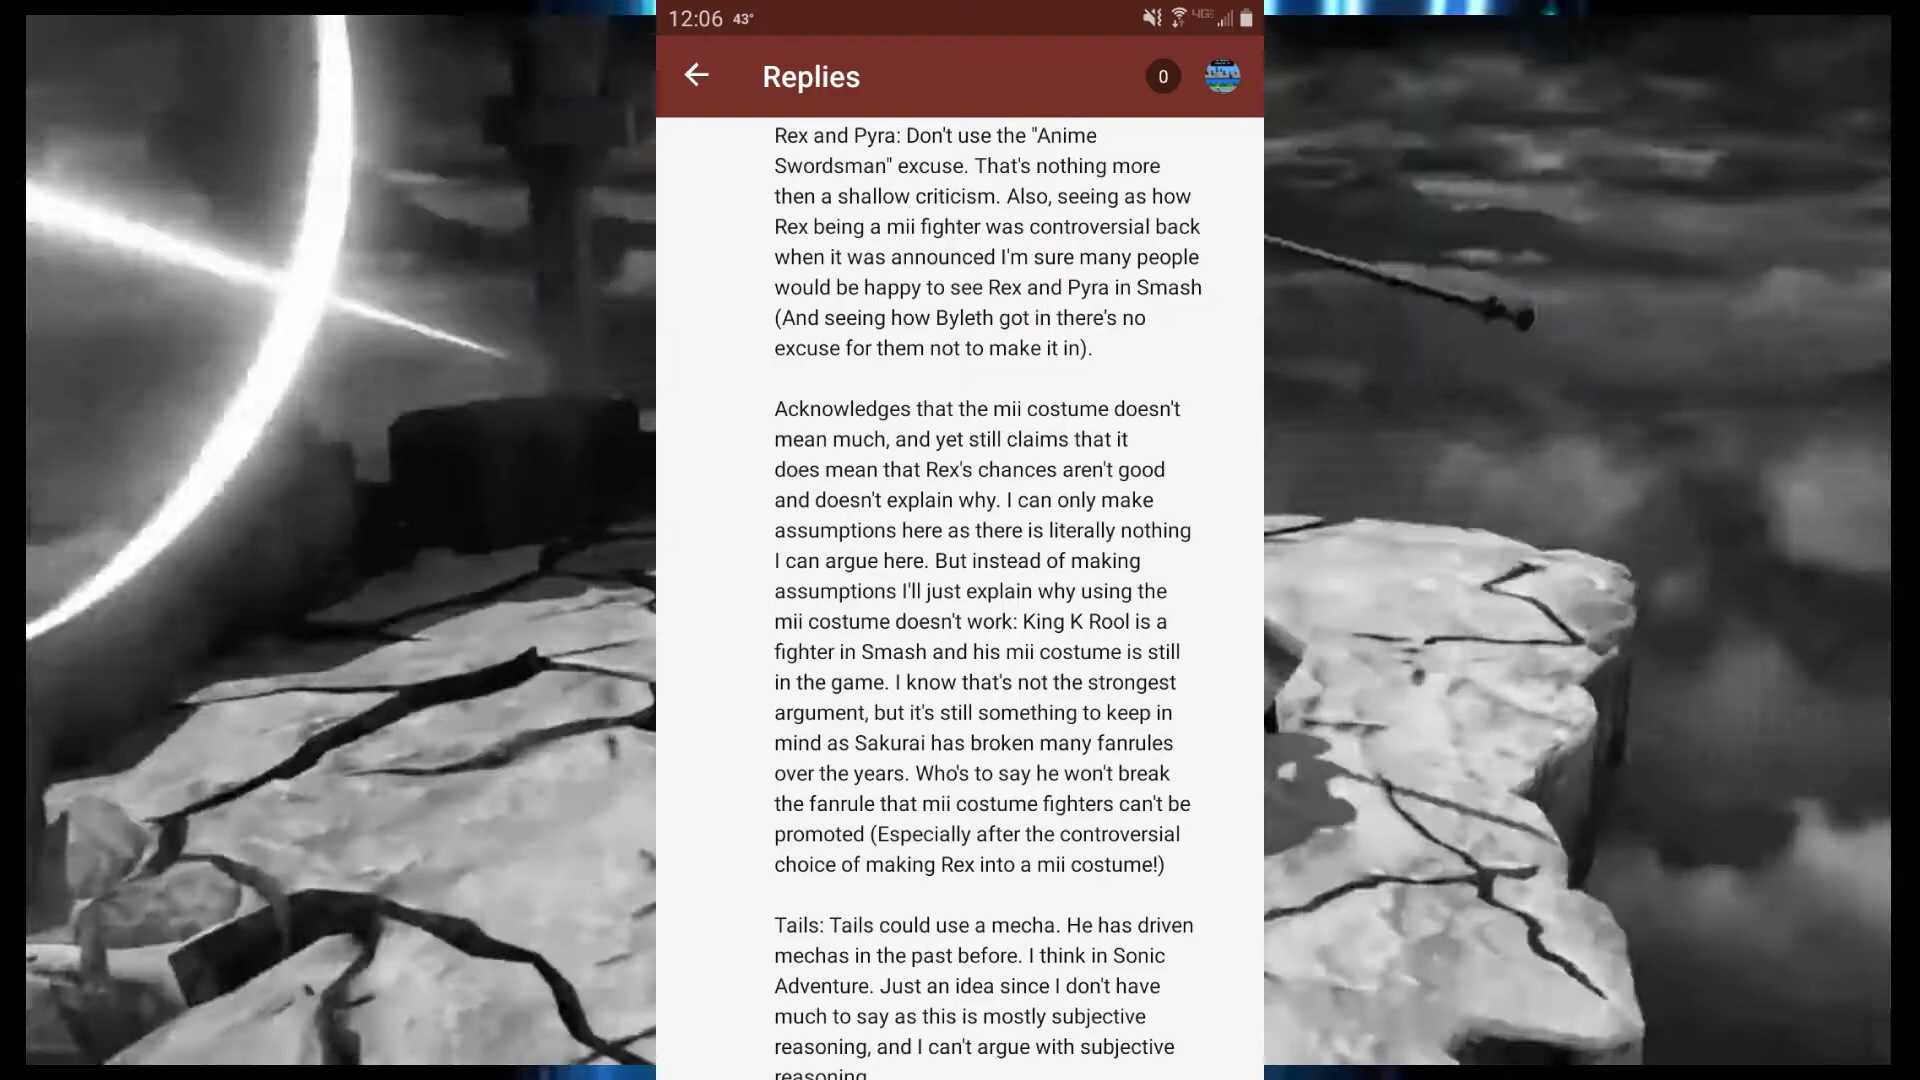 12:06 43°
4GE
Replies
0
Rex and Pyra: Don't use the "Anime
Swordsman" excuse. That's nothing more
then a shallow criticism. Also, seeing as how
Rex being a mii fighter was controversial back
when it was announced I'm sure many people
would be happy to see Rex and Pyra in Smash
(And seeing how Byleth got in there's no
excuse for them not to make it in).
Acknowledges that the mii costume doesn't
mean much, and yet still claims that it
does mean that Rex's chances aren't good
and doesn't explain why. I can only make
assumptions here as there is literally nothing
I can argue here. But instead of making
assumptions I'll just explain why using the
mii costume doesn't work: King K Rool is a
fighter in Smash and his mii costume is still
in the game. I know that's not the strongest
argument, but it's still something to keep in
mind as Sakurai has broken many fanrules
over the years. Who's to say he won't break
the fanrule that mii costume fighters can't be
promoted (Especially after the controversial
choice of making Rex into a mii costume!)
Tails: Tails could use a mecha. He has driven
mechas in the past before. I think in Sonic
Adventure. Just an idea since I don't have
much to say as this is mostly subjective
reasoning, and I can't argue with subjective
reasoning